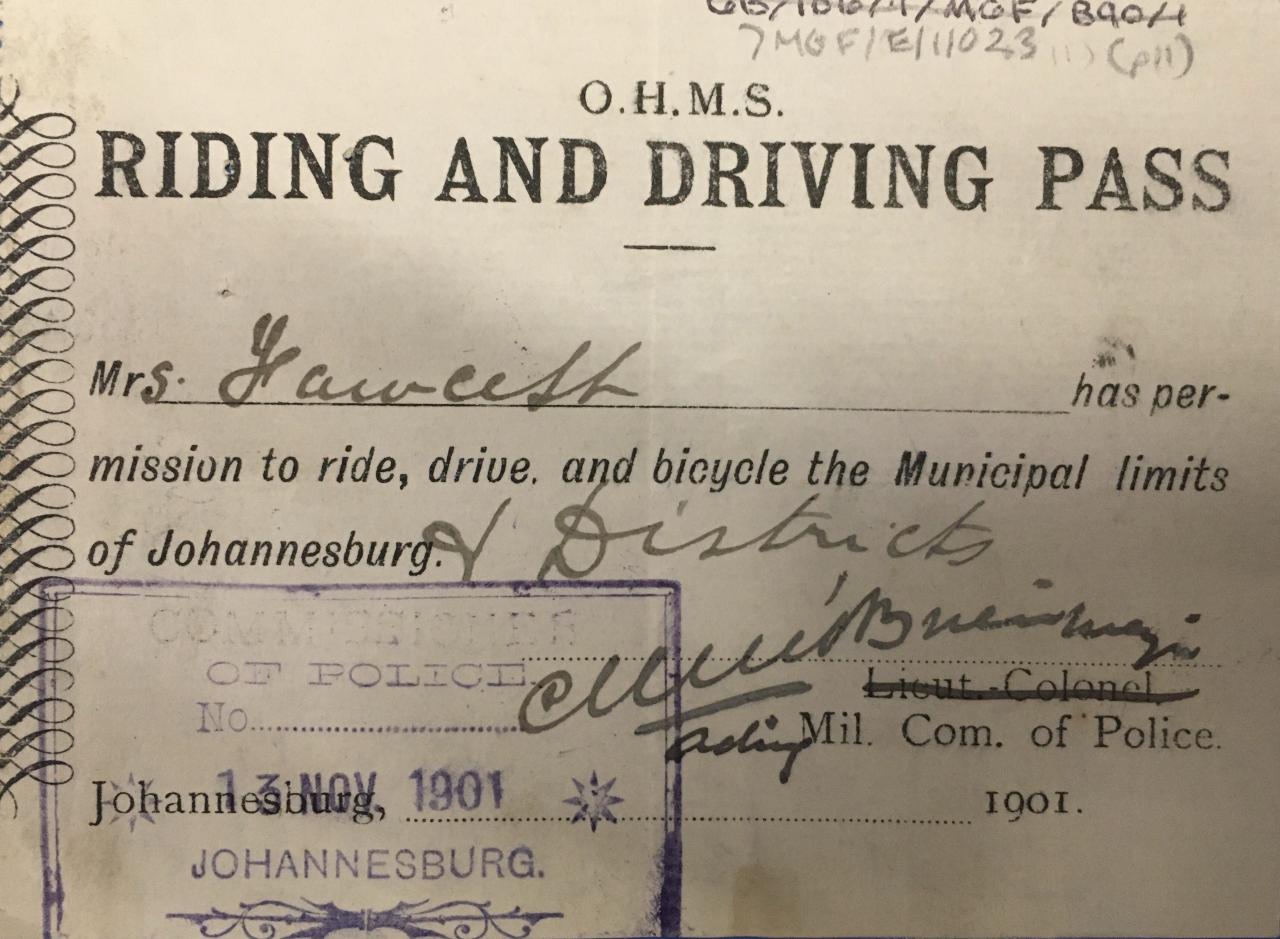 7MGF/E/11023 (1) (p11)
O.H.M.S.
RIDING AND DRIVING PASS
Mrs. Fawcett has per-
mission to ride, drive. and bicycle the Municipal limits
of Johannesburg. & Districts
COMMISSIONER
OF POLICE.
No.
Lieut.-Colonel.
Acting Mil. Com. of Police.
Johannesburg, 1901.
13 NOV. 1901
JOHANNESBURG.